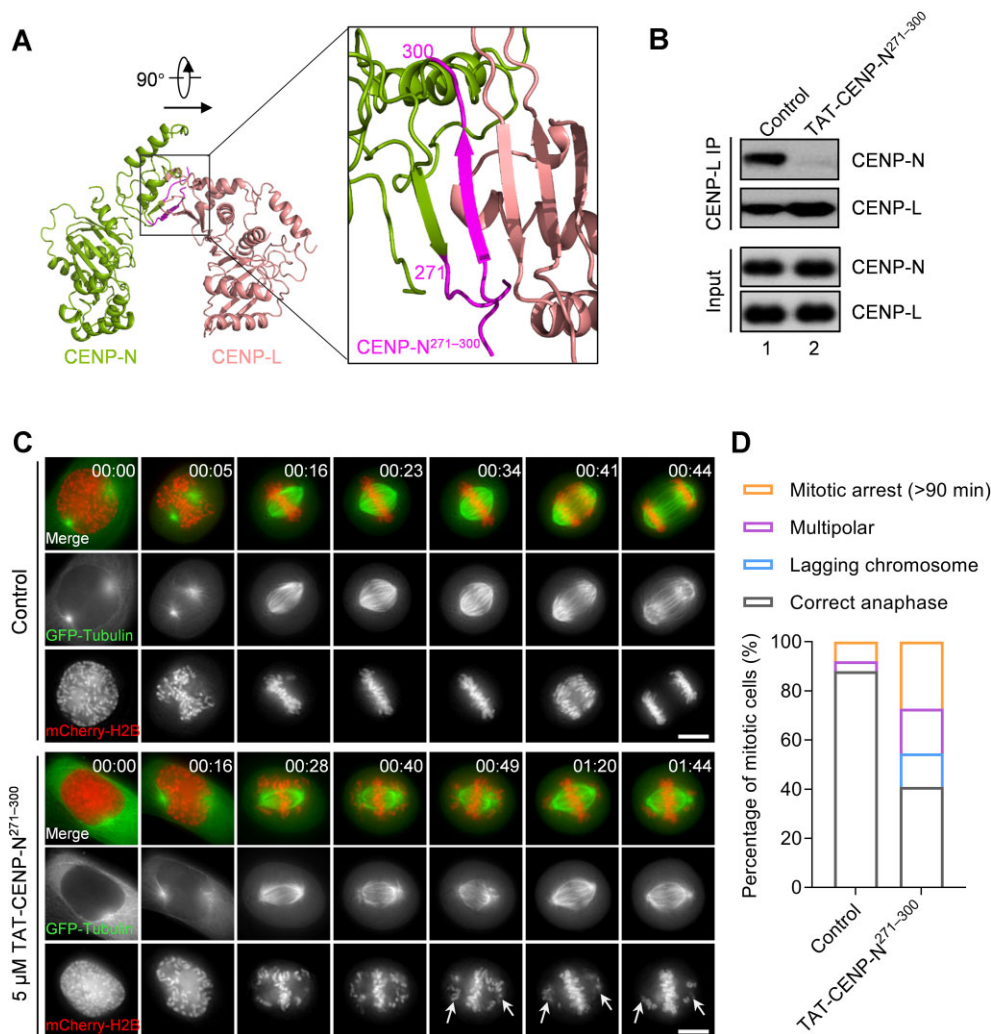 A
90°
300
271
CENP-N
CENP-L
CENP-N²⁷¹⁻³⁰⁰
B
Control
TAT-CENP-N²⁷¹⁻³⁰⁰
CENP-L IP
CENP-N
CENP-L
Input
CENP-N
CENP-L
1 2
C
Control
00:00 00:05 00:16 00:23 00:34 00:41 00:44
Merge
GFP-Tubulin
mCherry-H2B
5 µM TAT-CENP-N²⁷¹⁻³⁰⁰
00:00 00:16 00:28 00:40 00:49 01:20 01:44
Merge
GFP-Tubulin
mCherry-H2B
D
Mitotic arrest (>90 min)
Multipolar
Lagging chromosome
Correct anaphase
Percentage of mitotic cells (%)
100
80
60
40
20
0
Control
TAT-CENP-N²⁷¹⁻³⁰⁰